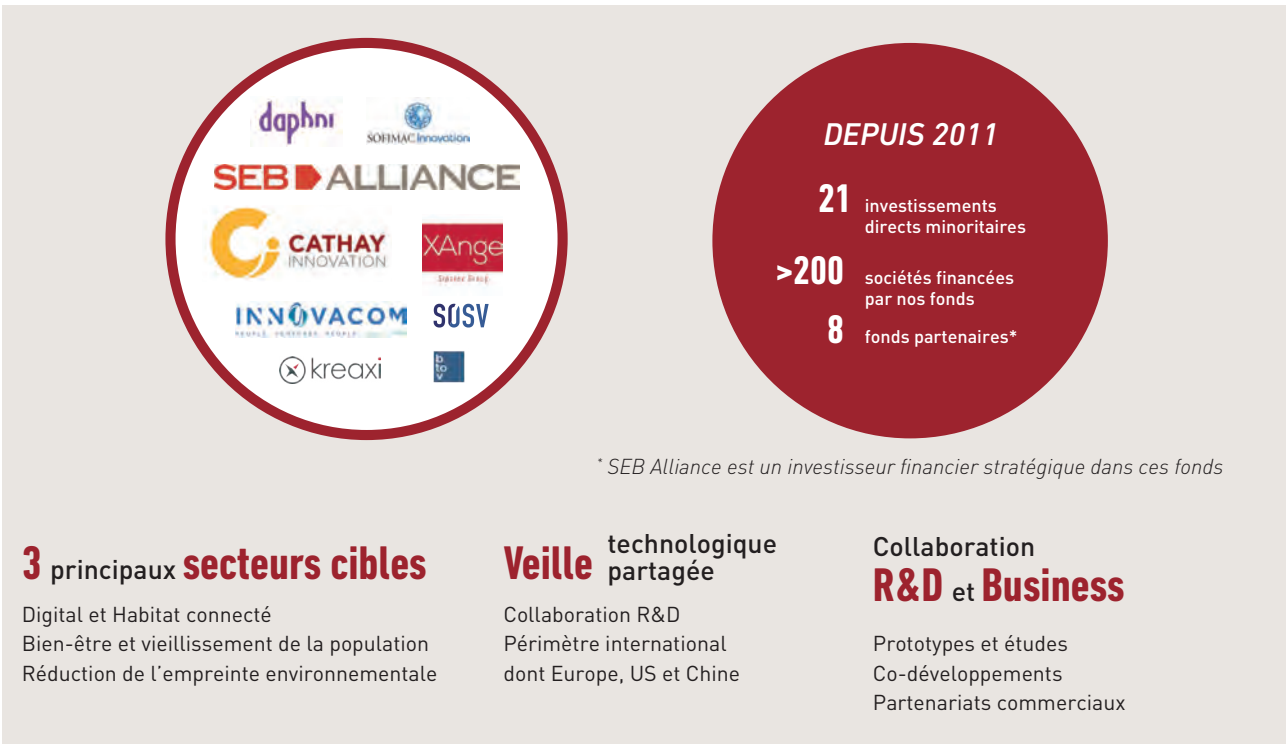 daphni
SOFIMAC Innovation
SEB ALLIANCE
CATHAY
INNOVATION
XAnge
Siparex Group
INNOVACOM
SOSV
kreaxi
b
to
v
DEPUIS 2011
21 investissements
directs minoritaires
>200 sociétés financées
par nos fonds
8 fonds partenaires*
* SEB Alliance est un investisseur financier stratégique dans ces fonds
3 principaux secteurs cibles
Digital et Habitat connecté
Bien-être et vieillissement de la population
Réduction de l’empreinte environnementale
Veille technologique
partagée
Collaboration R&D
Périmètre international
dont Europe, US et Chine
Collaboration
R&D et Business
Prototypes et études
Co-développements
Partenariats commerciaux